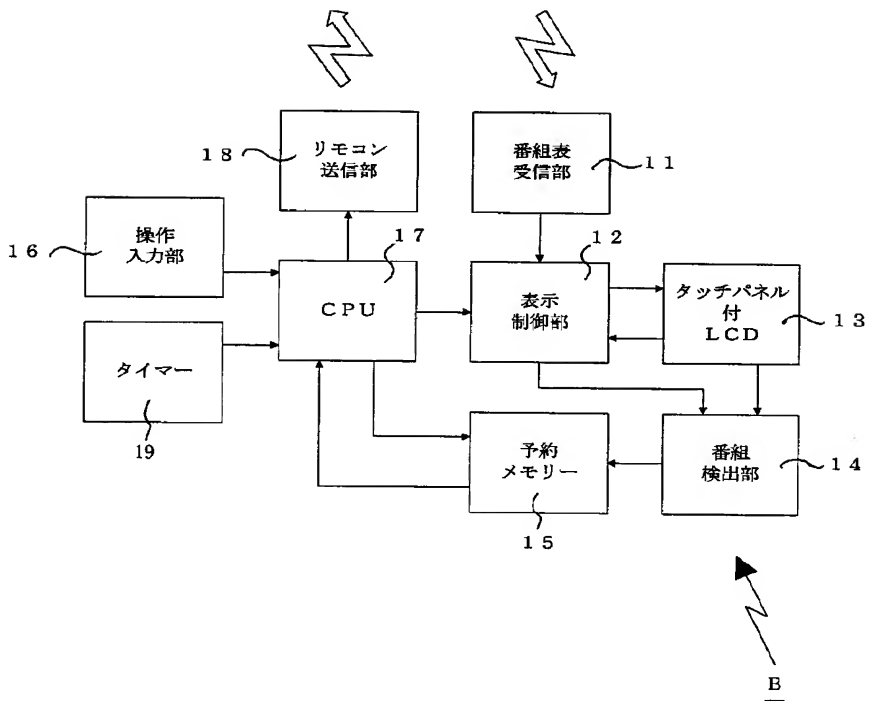 18
リモコン
送信部
番組表
受信部
11
16
操作
入力部
17
CPU
12
表示
制御部
タッチパネル
付
LCD
13
タイマー
19
予約
メモリー
15
番組
検出部
14
B